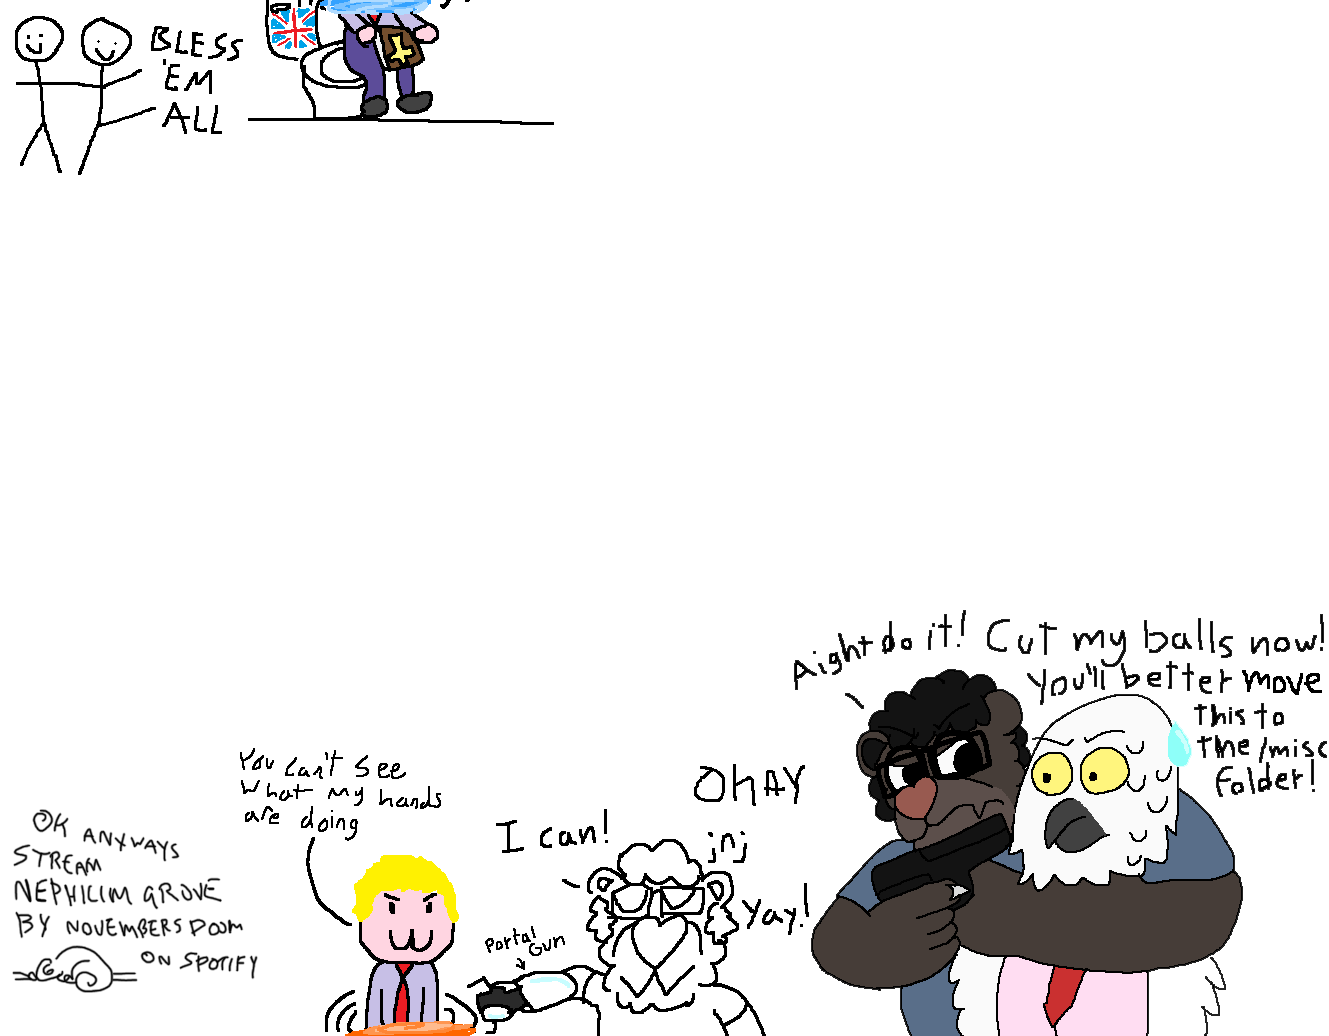 BLESS
'EM
ALL
Aight do it! Cut my balls now!
You'll better move
this to
the /misc
folder!
You can't see
what my hands
are doing
I can!
OhAY
jnj
Yay!
Portal
Gun
OK ANYWAYS
STREAM
NEPHILIM GROVE
BY NOVEMBERS DOOM
ON SPOTIFY